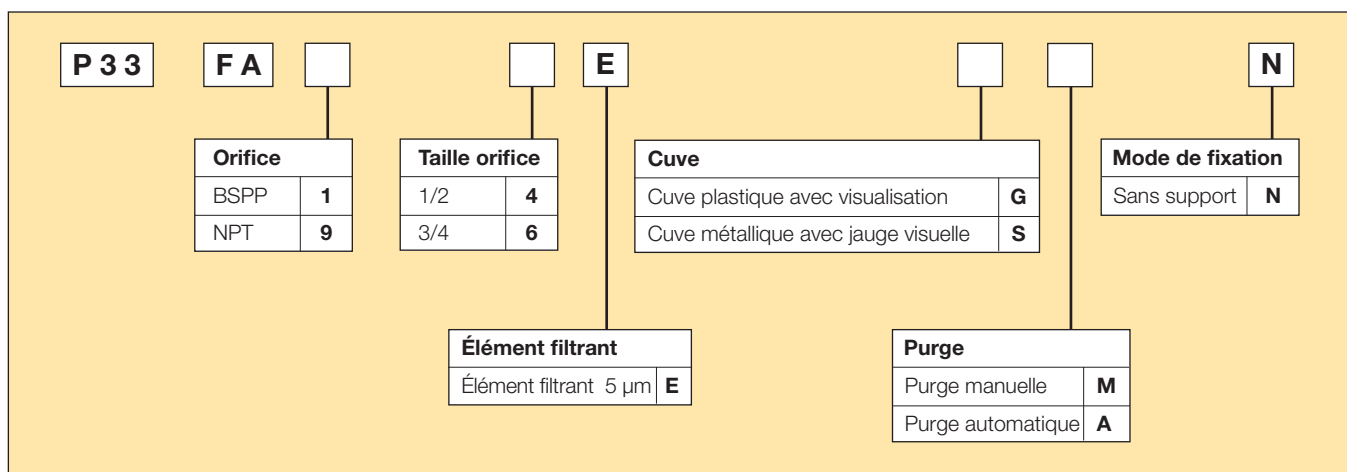 P 3 3 F A E N
Orifice
BSPP 1
NPT 9
Taille orifice
1/2 4
3/4 6
Cuve
Cuve plastique avec visualisation G
Cuve métallique avec jauge visuelle S
Mode de fixation
Sans support N
Élément filtrant
Élément filtrant 5 µm E
Purge
Purge manuelle M
Purge automatique A